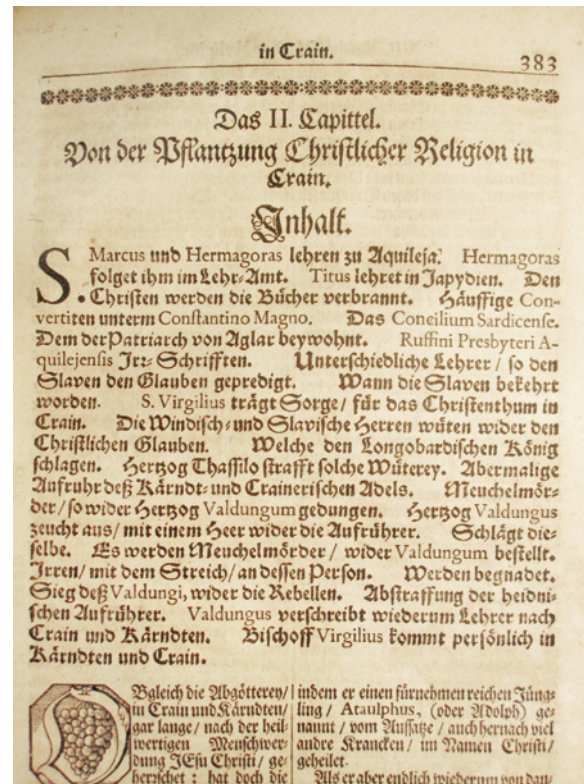 in Crain.
383
Das II. Capittel.
Von der Pflantzung Christlicher Religion in
Crain.
Inhalt.
S. Marcus und Hermagoras lehren zu Aquileja. Hermagoras
folget ihm im Lehr-Amt. Titus lehret in Japydien. Den
Christen werden die Bücher verbrannt. Häuffige Con-
vertiten unterm Constantino Magno. Das Concilium Sardicense.
Dem der Patriarch von Aglar beywohnt. Ruffini Presbyteri A-
quilejensis Irr-Schrifften. Unterschiedliche Lehrer / so den
Slaven den Glauben gepredigt. Wann die Slaven bekehrt
worden. S. Virgilius trägt Sorge / für das Christenthum in
Crain. Die Windisch- und Slavische Herren wüten wider den
Christlichen Glauben. Welche den Longobardischen König
schlagen. Hertzog Thassilo strafft solche Wüterey. Abermalige
Aufruhr deß Kärndt- und Crainerischen Adels. Meuchelmör-
der / so wider Hertzog Valdungum gedungen. Hertzog Valdungus
zeucht aus / mit einem Heer wider die Aufrührer. Schlägt die-
selbe. Es werden Meuchelmörder / wider Valdungum bestellt.
Irren / mit dem Streich / an dessen Person. Werden begnadet.
Sieg deß Valdungi, wider die Rebellen. Abstraffung der heidni-
schen Aufrührer. Valdungus verschreibt wiederum Lehrer nach
Crain und Kärndten. Bischoff Virgilius kommt persönlich in
Kärndten und Crain.
Obgleich die Abgötterey /
in Crain und Kärndten /
gar lange / nach der heil-
wertigen Menschwer-
dung JEsu Christi / ge-
herrschet : hat doch die
indem er einen fürnehmen reichen Jüng-
ling / Ataulphus, (oder Adolph) ge-
nannt / vom Aussatze / auch hernach viel
andre Krancken / im Namen Christi /
geheilet.
Als er aber endlich wiederum von dan-